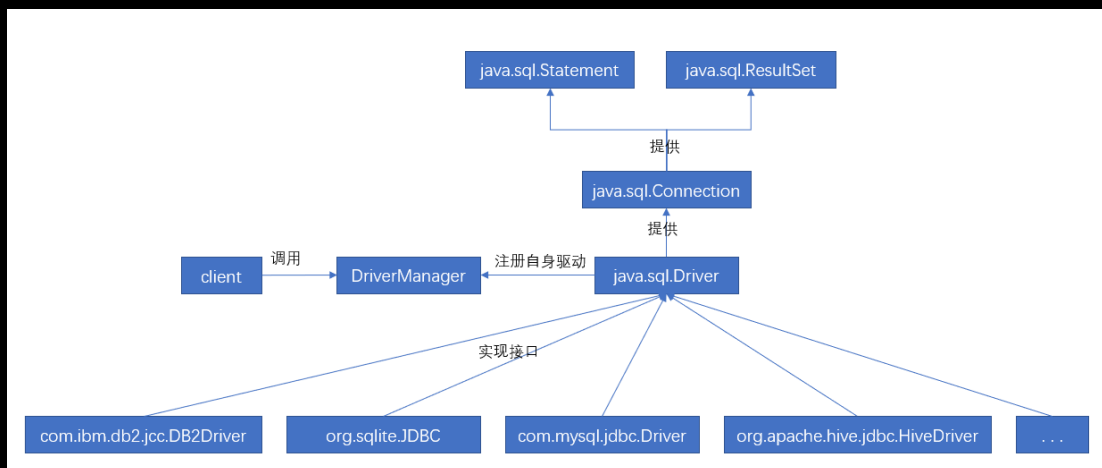 java.sql.Statement
java.sql.ResultSet
提供
java.sql.Connection
提供
调用
注册自身驱动
client
DriverManager
java.sql.Driver
实现接口
com.ibm.db2.jcc.DB2Driver
org.sqlite.JDBC
com.mysql.jdbc.Driver
org.apache.hive.jdbc.HiveDriver
. . .